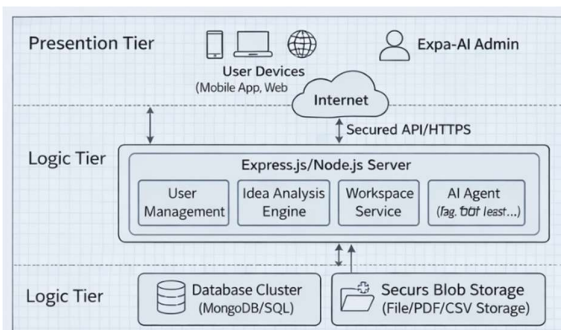 Presention Tier
User Devices
(Mobile App, Web
Expa-AI Admin
Internet
Secured API/HTTPS
Logic Tier
Express.js/Node.js Server
User
Management
Idea Analysis
Engine
Workspace
Service
AI Agent
least...)
Logic Tier
Database Cluster
(MongoDB/SQL)
Securs Blob Storage
(File/PDF/CSV Storage)